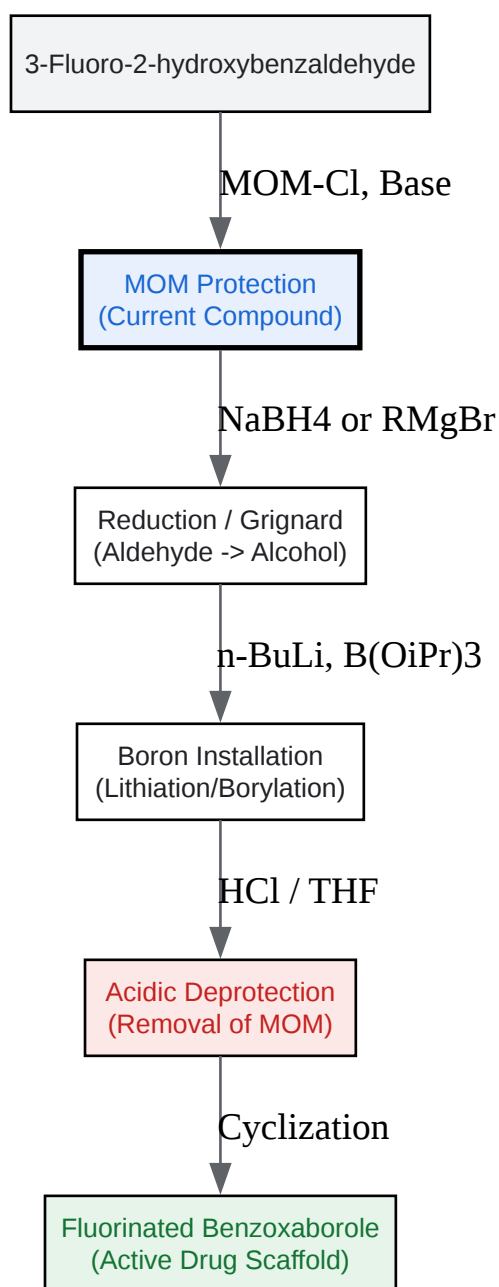 3-Fluoro-2-hydroxybenzaldehyde
MOM-Cl, Base
MOM Protection
(Current Compound)
NaBH4 or RMgBr
Reduction / Grignard
(Aldehyde -> Alcohol)
n-BuLi, B(OiPr)3
Boron Installation
(Lithiation/Borylation)
HCl / THF
Acidic Deprotection
(Removal of MOM)
Cyclization
Fluorinated Benzoxaborole
(Active Drug Scaffold)